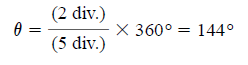 θ = (2 div.) / (5 div.) × 360° = 144°